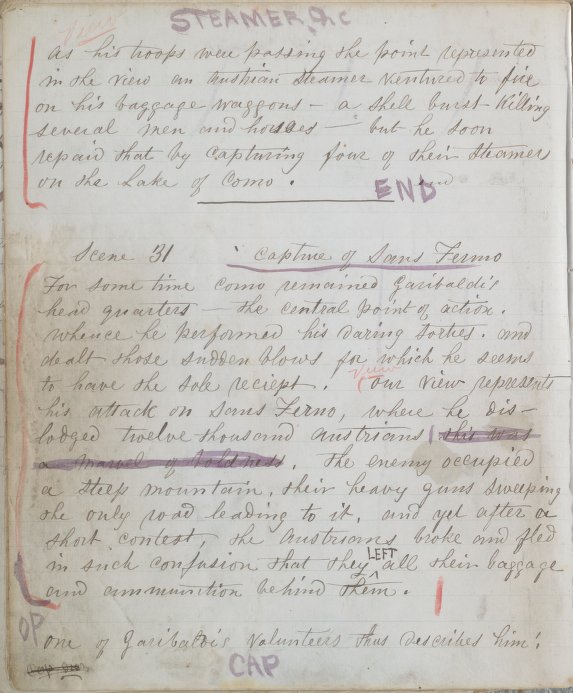 STEAMER &c
View
As his troops were passing the point represented
in the view an Austrian Steamer ventured to fire
on his baggage waggons – a shell burst killing
several men and horses – but he soon
repaid that by capturing four of their Steamers
on the Lake of Como.
END
Scene 31 Capture of Sans Fermo
For some time Como remained Garibaldi's
head quarters – the central point of action.
whence he performed his daring sorties. and
dealt those sudden blows for which he seems
to have the sole reciept. View our view represents
his attack on Sans Ferno, where he dis-
lodged twelve thousand Austrians this was
a marvel of boldness. The enemy occupied
a steep mountain. their heavy guns sweeping
the only road leading to it. and yet after a
short contest, the Austrians broke and fled
in such confusion that they LEFT all their baggage
and ammunition behind them.
OP
one of Garibaldi's volunteers thus describes him!
CAP